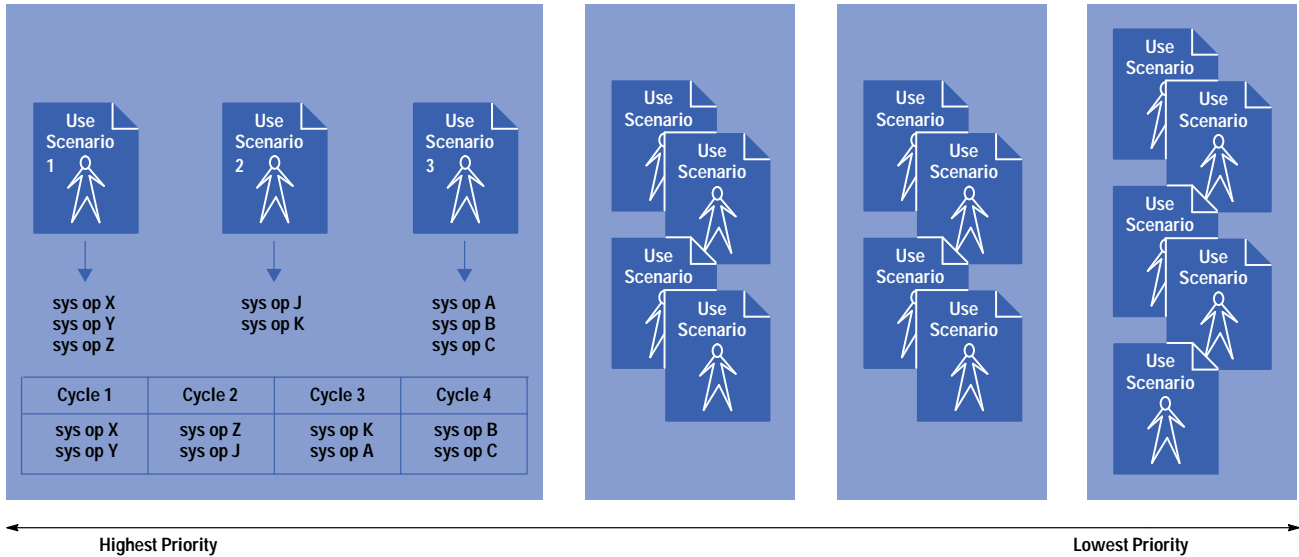 Use
Scenario
1
Use
Scenario
2
Use
Scenario
3
sys op X
sys op Y
sys op Z
sys op J
sys op K
sys op A
sys op B
sys op C
Cycle 1
Cycle 2
Cycle 3
Cycle 4
sys op X
sys op Y
sys op Z
sys op J
sys op K
sys op A
sys op B
sys op C
Use
Scenario
Use
Scenario
Use
Scenario
Use
Scenario
Use
Scenario
Use
Scenario
Use
Scenario
Use
Scenario
Use
Scenario
Use
Scenario
Use
Scenario
Use
Scenario
Use
Scenario
Highest Priority
Lowest Priority